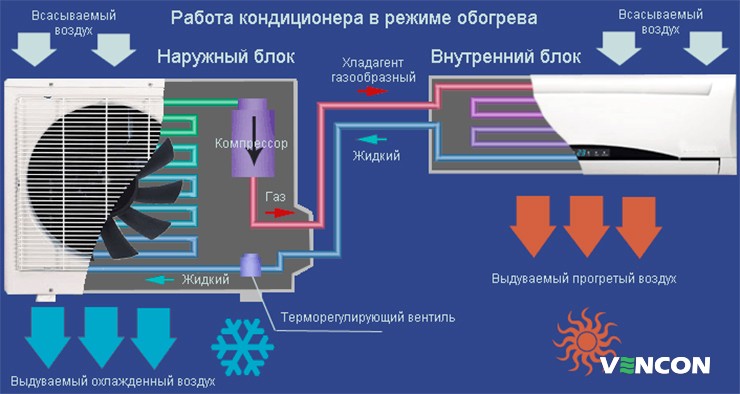 Работа кондиционера в режиме обогрева
Всасываемый
воздух
Всасываемый
воздух
Наружный блок
Хладагент
газообразный
Внутренний блок
Компрессор
Жидкий
Газ
Жидкий
Выдуваемый прогретый воздух
Терморегулирующий вентиль
Выдуваемый охлажденный воздух
VENCON